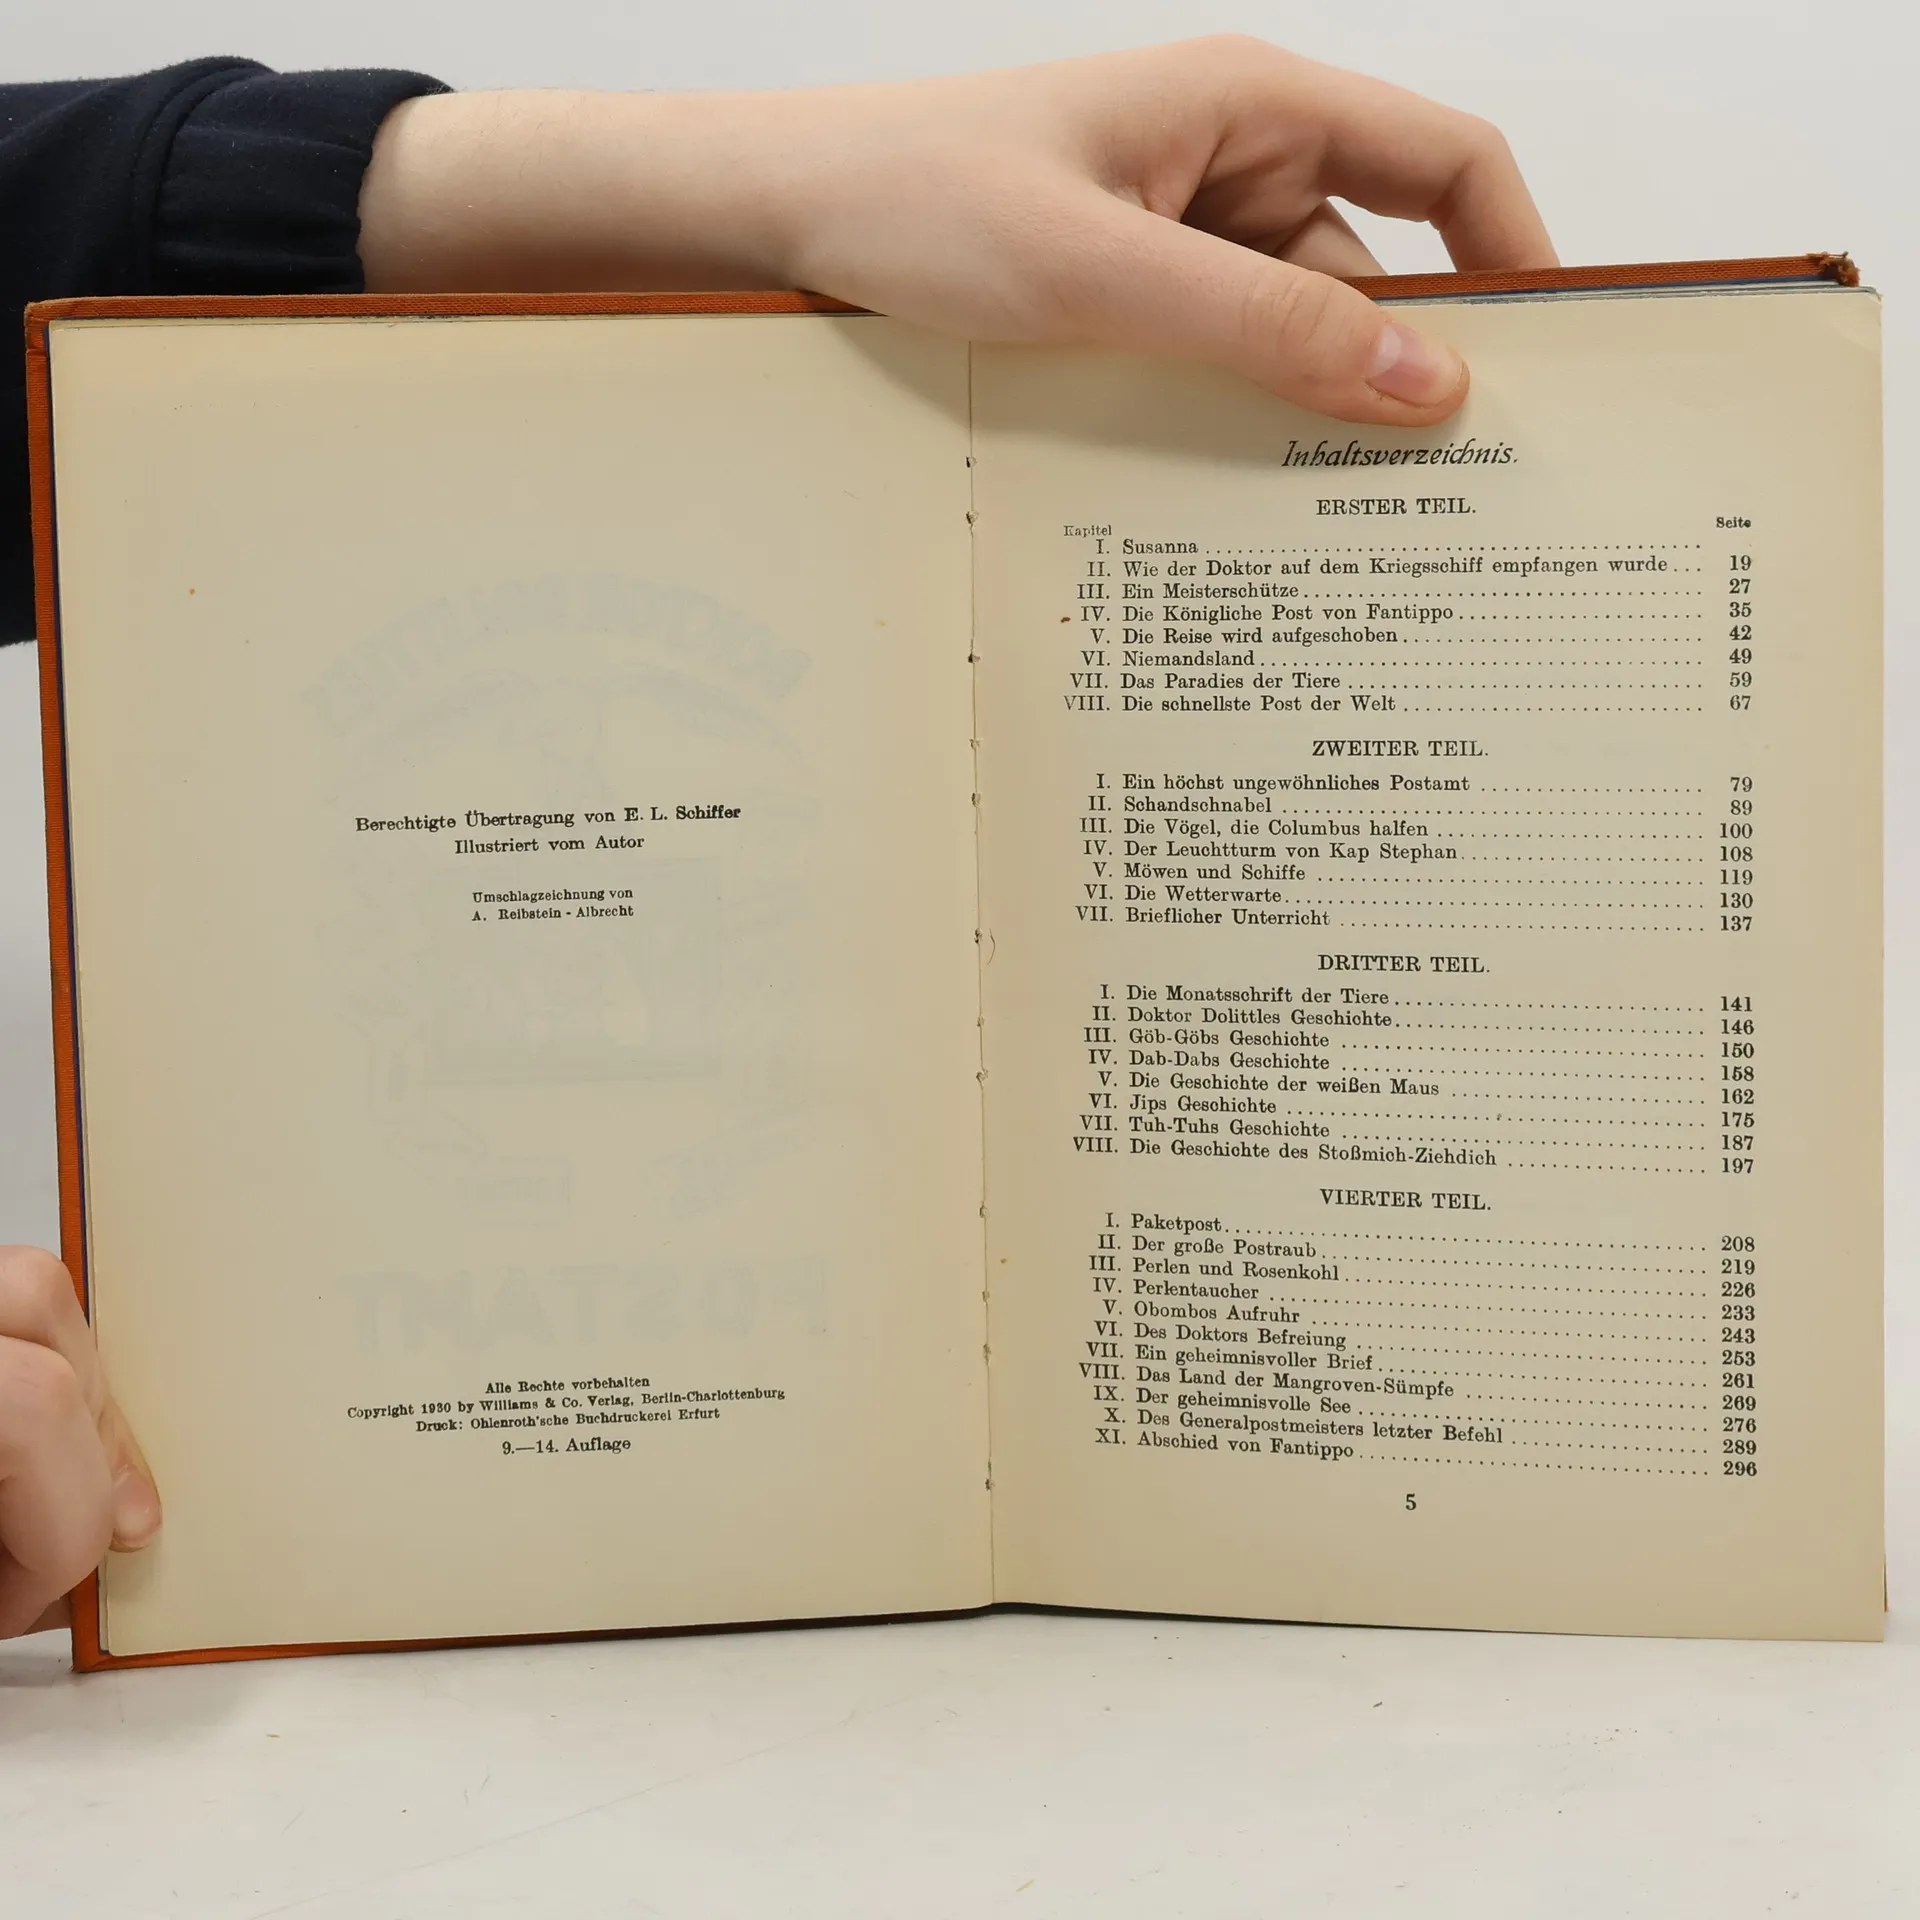 Berechtigte Übertragung von E. L. Schiffer
Illustriert vom Autor
Umschlagzeichnung von
A. Reibstein - Albrecht
Alle Rechte vorbehalten
Copyright 1930 by Williams & Co. Verlag, Berlin-Charlottenburg
Druck: Ohlenroth'sche Buchdruckerei Erfurt
9.—14. Auflage
Inhaltsverzeichnis.
ERSTER TEIL.
Kapitel Seite
I. Susanna
II. Wie der Doktor auf dem Kriegsschiff empfangen wurde ... 19
III. Ein Meisterschütze ... 27
IV. Die Königliche Post von Fantippo ... 35
V. Die Reise wird aufgeschoben ... 42
VI. Niemandsland ... 49
VII. Das Paradies der Tiere ... 59
VIII. Die schnellste Post der Welt ... 67
ZWEITER TEIL.
I. Ein höchst ungewöhnliches Postamt ... 79
II. Schandschnabel ... 89
III. Die Vögel, die Columbus halfen ... 100
IV. Der Leuchtturm von Kap Stephan ... 108
V. Möwen und Schiffe ... 119
VI. Die Wetterwarte ... 130
VII. Brieflicher Unterricht ... 137
DRITTER TEIL.
I. Die Monatsschrift der Tiere ... 141
II. Doktor Dolittles Geschichte ... 146
III. Göb-Göbs Geschichte ... 150
IV. Dab-Dabs Geschichte ... 158
V. Die Geschichte der weißen Maus ... 162
VI. Jips Geschichte ... 175
VII. Tuh-Tuhs Geschichte ... 187
VIII. Die Geschichte des Stoßmich-Ziehdich ... 197
VIERTER TEIL.
I. Paketpost ... 208
II. Der große Postraub ... 219
III. Perlen und Rosenkohl ... 226
IV. Perlentaucher ... 233
V. Obombos Aufruhr ... 243
VI. Des Doktors Befreiung ... 253
VII. Ein geheimnisvoller Brief ... 261
VIII. Das Land der Mangroven-Sümpfe ... 269
IX. Der geheimnisvolle See ... 276
X. Des Generalpostmeisters letzter Befehl ... 289
XI. Abschied von Fantippo ... 296
5